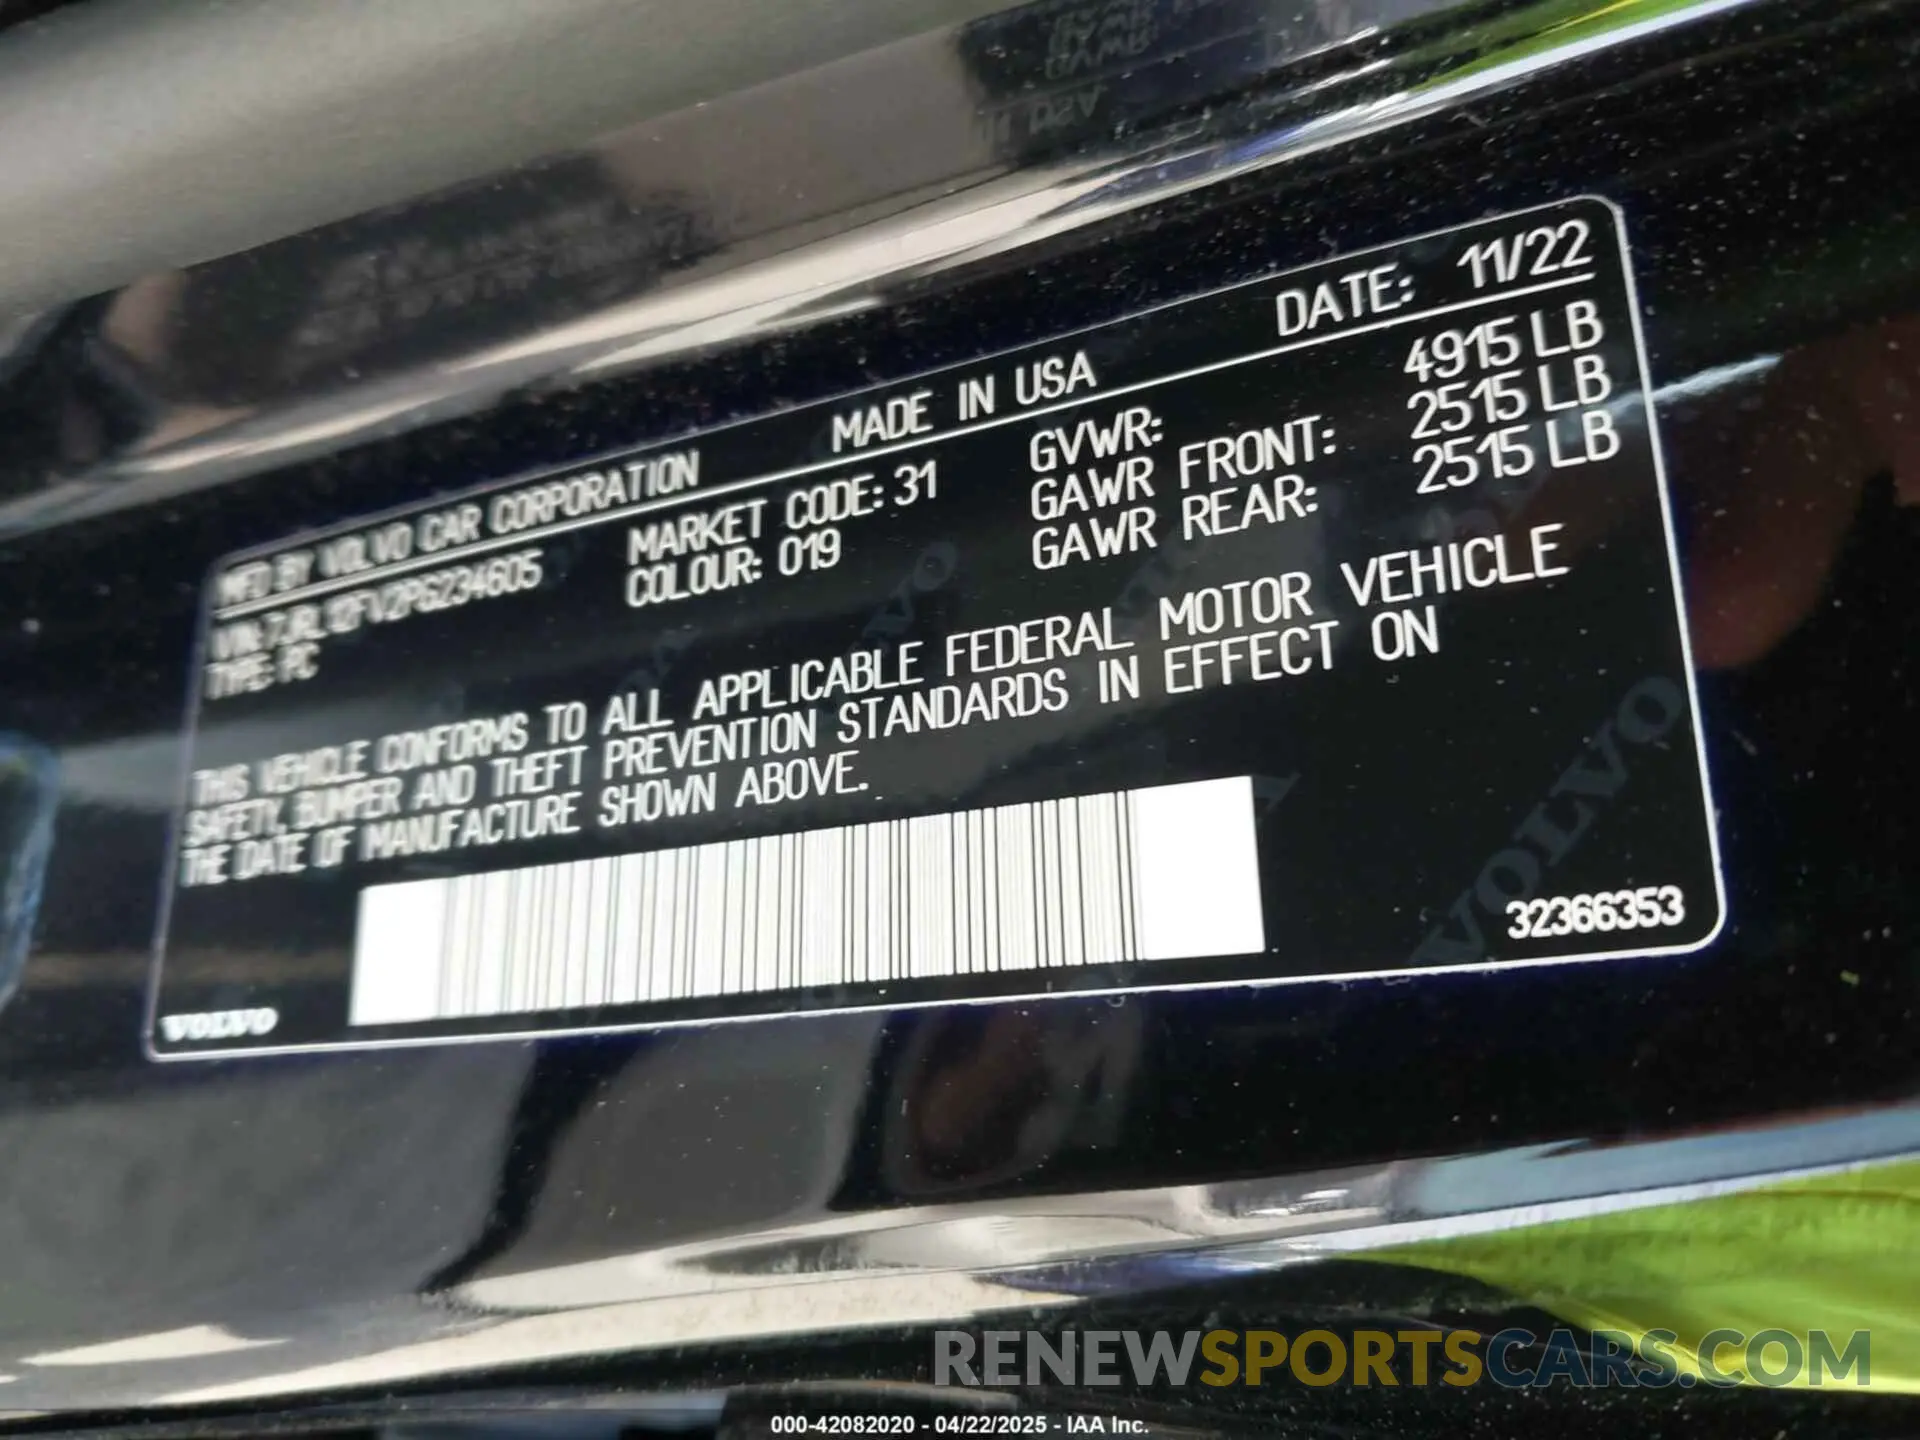 MFD BY VOLVO CAR CORPORATION MADE IN USA DATE: 11/22
VIN: 7JRL12FV2PG234605 MARKET CODE: 31 GVWR: 4915 LB
TYPE: PC COLOUR: 019 GAWR FRONT: 2515 LB
GAWR REAR: 2515 LB
THIS VEHICLE CONFORMS TO ALL APPLICABLE FEDERAL MOTOR VEHICLE
SAFETY, BUMPER AND THEFT PREVENTION STANDARDS IN EFFECT ON
THE DATE OF MANUFACTURE SHOWN ABOVE.
32366353
VOLVO
VOLVO
RENEWSPORTSCARS.COM
000-42082020 - 04/22/2025 - IAA Inc.